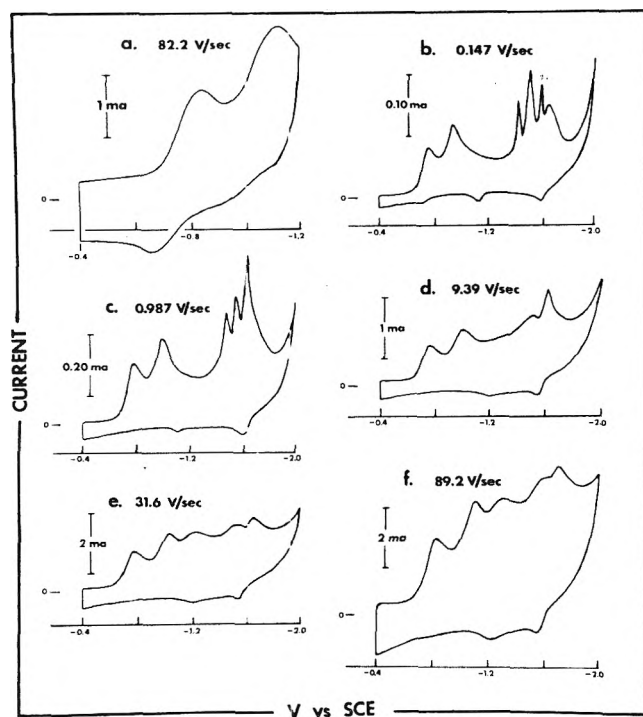 a. 82.2 V/sec
1 ma
0
-0.4
-0.8
-1.2
b. 0.147 V/sec
0.10 ma
0
-0.4
-1.2
-2.0
c. 0.987 V/sec
0.20 ma
0
-0.4
-1.2
-2.0
d. 9.39 V/sec
1 ma
0
-0.4
-1.2
-2.0
e. 31.6 V/sec
2 ma
0
-0.4
-1.2
-2.0
f. 89.2 V/sec
2 ma
0
-0.4
-1.2
-2.0
CURRENT
V vs SCE